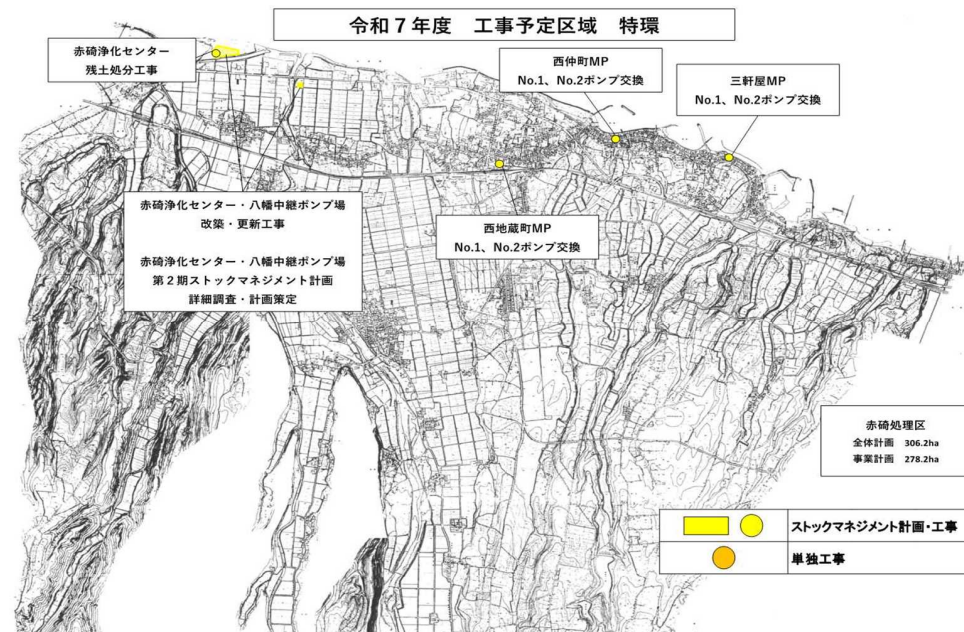 令和７年度　工事予定区域　特環
赤碕浄化センター
残土処分工事
西仲町MP
No.1、No.2ポンプ交換
三軒屋MP
No.1、No.2ポンプ交換
赤碕浄化センター・八幡中継ポンプ場
改築・更新工事
赤碕浄化センター・八幡中継ポンプ場
第２期ストックマネジメント計画
詳細調査・計画策定
西地蔵町MP
No.1、No.2ポンプ交換
赤碕処理区
全体計画　306.2ha
事業計画　278.2ha
ストックマネジメント計画・工事
単独工事